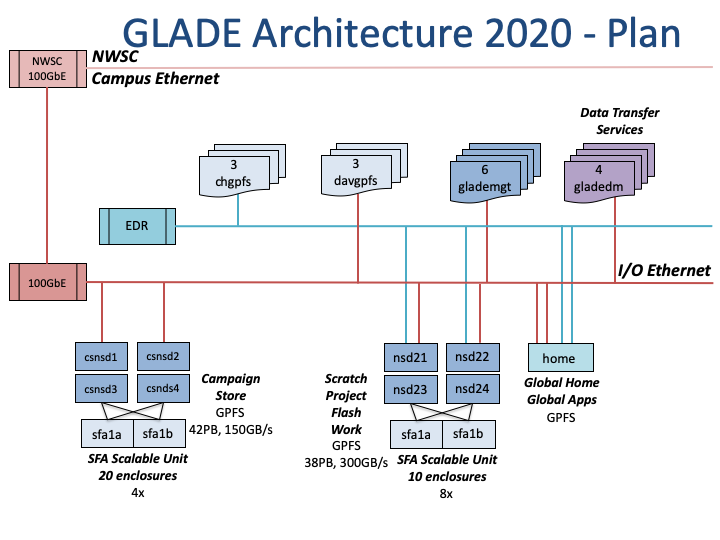 GLADE Architecture 2020 - Plan
NWSC
100GbE
NWSC
Campus Ethernet
Data Transfer
Services
3
chgpfs
3
davgpfs
6
glademgt
4
gladedm
EDR
I/O Ethernet
100GbE
csnsd1
csnsd2
csnsd3
csnds4
sfa1a
sfa1b
SFA Scalable Unit
20 enclosures
4x
Campaign
Store
GPFS
42PB, 150GB/s
Scratch
Project
Flash
Work
GPFS
38PB, 300GB/s
nsd21
nsd22
nsd23
nsd24
sfa1a
sfa1b
SFA Scalable Unit
10 enclosures
8x
home
Global Home
Global Apps
GPFS